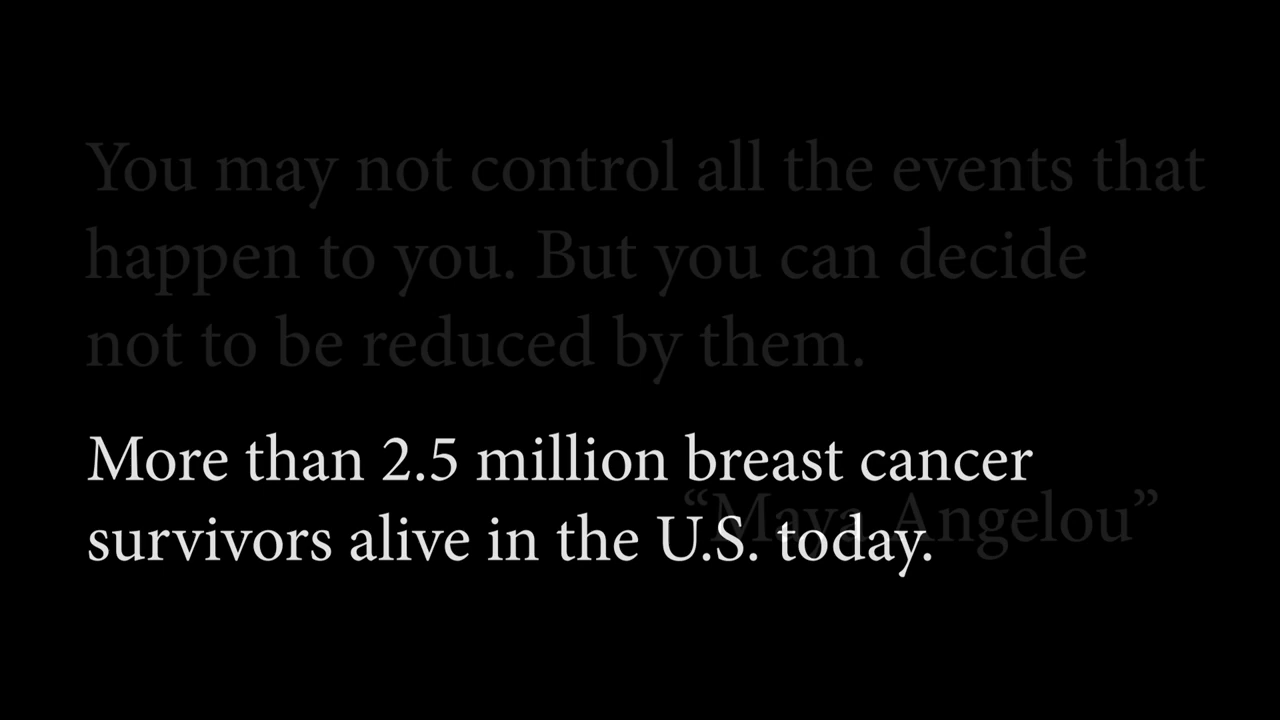 You may not control all the events that
happen to you. But you can decide
not to be reduced by them.
More than 2.5 million breast cancer
“Maya Angelou”
survivors alive in the U.S. today.